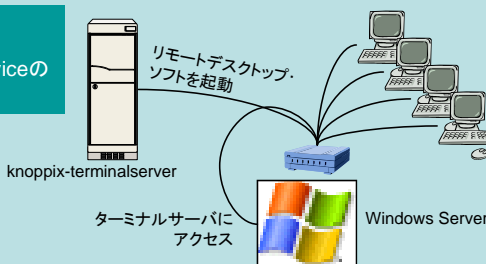 iceの
リモートデスクトップ・
ソフトを起動
knoppix-terminalserver
ターミナルサーバに
アクセス
Windows Server